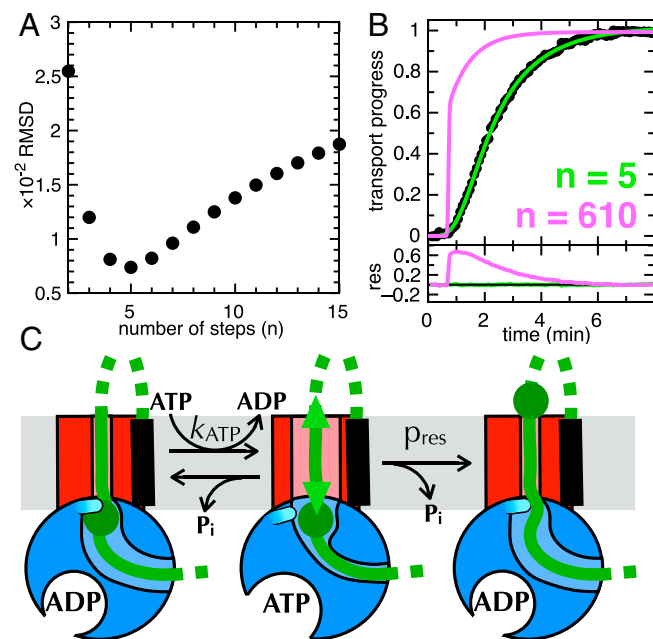 A
×10⁻² RMSD
3
2.5
2
1.5
1
0.5
5
10
15
number of steps (n)
B
transport progress
1
0.8
0.6
0.4
0.2
0
n = 5
n = 610
res
0.6
0.2
−0.2
0
2
4
6
time (min)
C
ATP
ADP
k_ATP
P_i
p_res
P_i
ADP
ATP
ADP